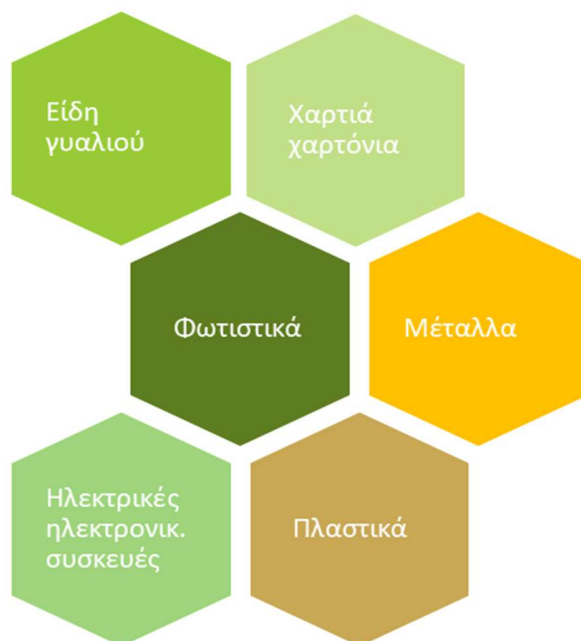 Είδη
γυαλιού
Χαρτιά
χαρτόνια
Φωτιστικά
Μέταλλα
Ηλεκτρικές
ηλεκτρονικ.
συσκευές
Πλαστικά